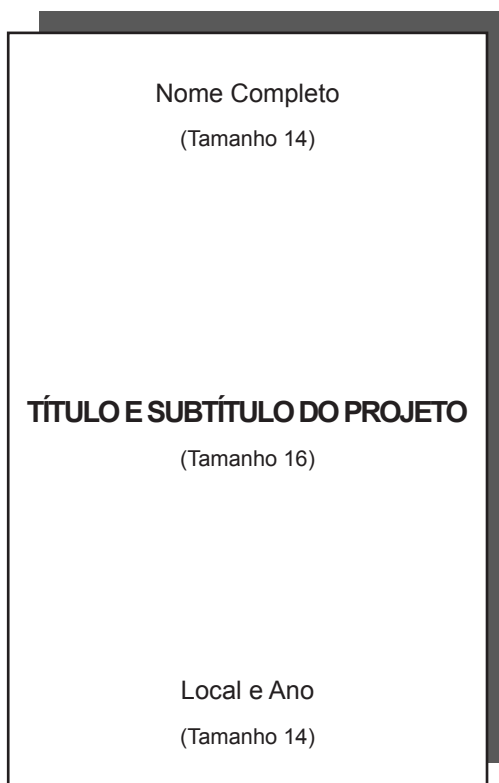 Nome Completo
(Tamanho 14)
TÍTULO E SUBTÍTULO DO PROJETO
(Tamanho 16)
Local e Ano
(Tamanho 14)